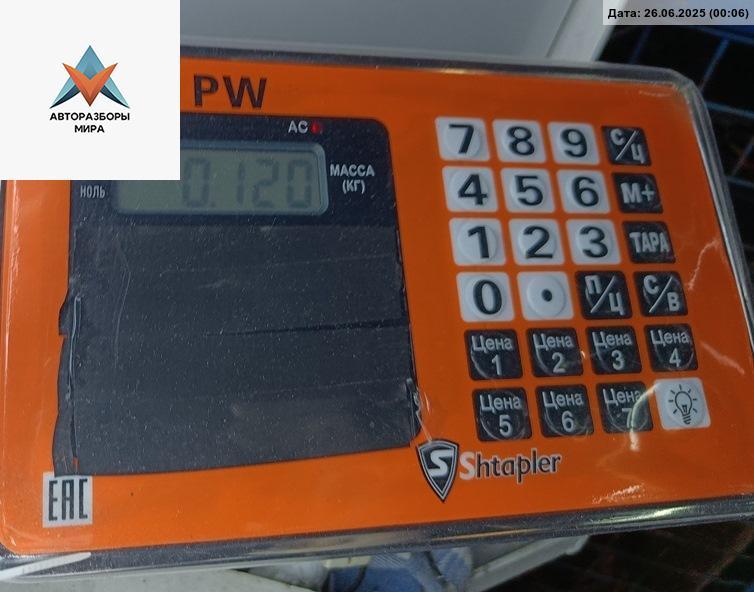 Дата: 26.06.2025 (00:06)
АВТОРАЗБОРЫ
МИРА
PW
AC
НОЛЬ
0.120
МАССА
(КГ)
7 8 9 С/Ц
4 5 6 М+
1 2 3 ТАРА
0 • П/Ц С/В
Цена 1 Цена 2 Цена 3 Цена 4
Цена 5 Цена 6 Цена 7
S Shtapler
EAC